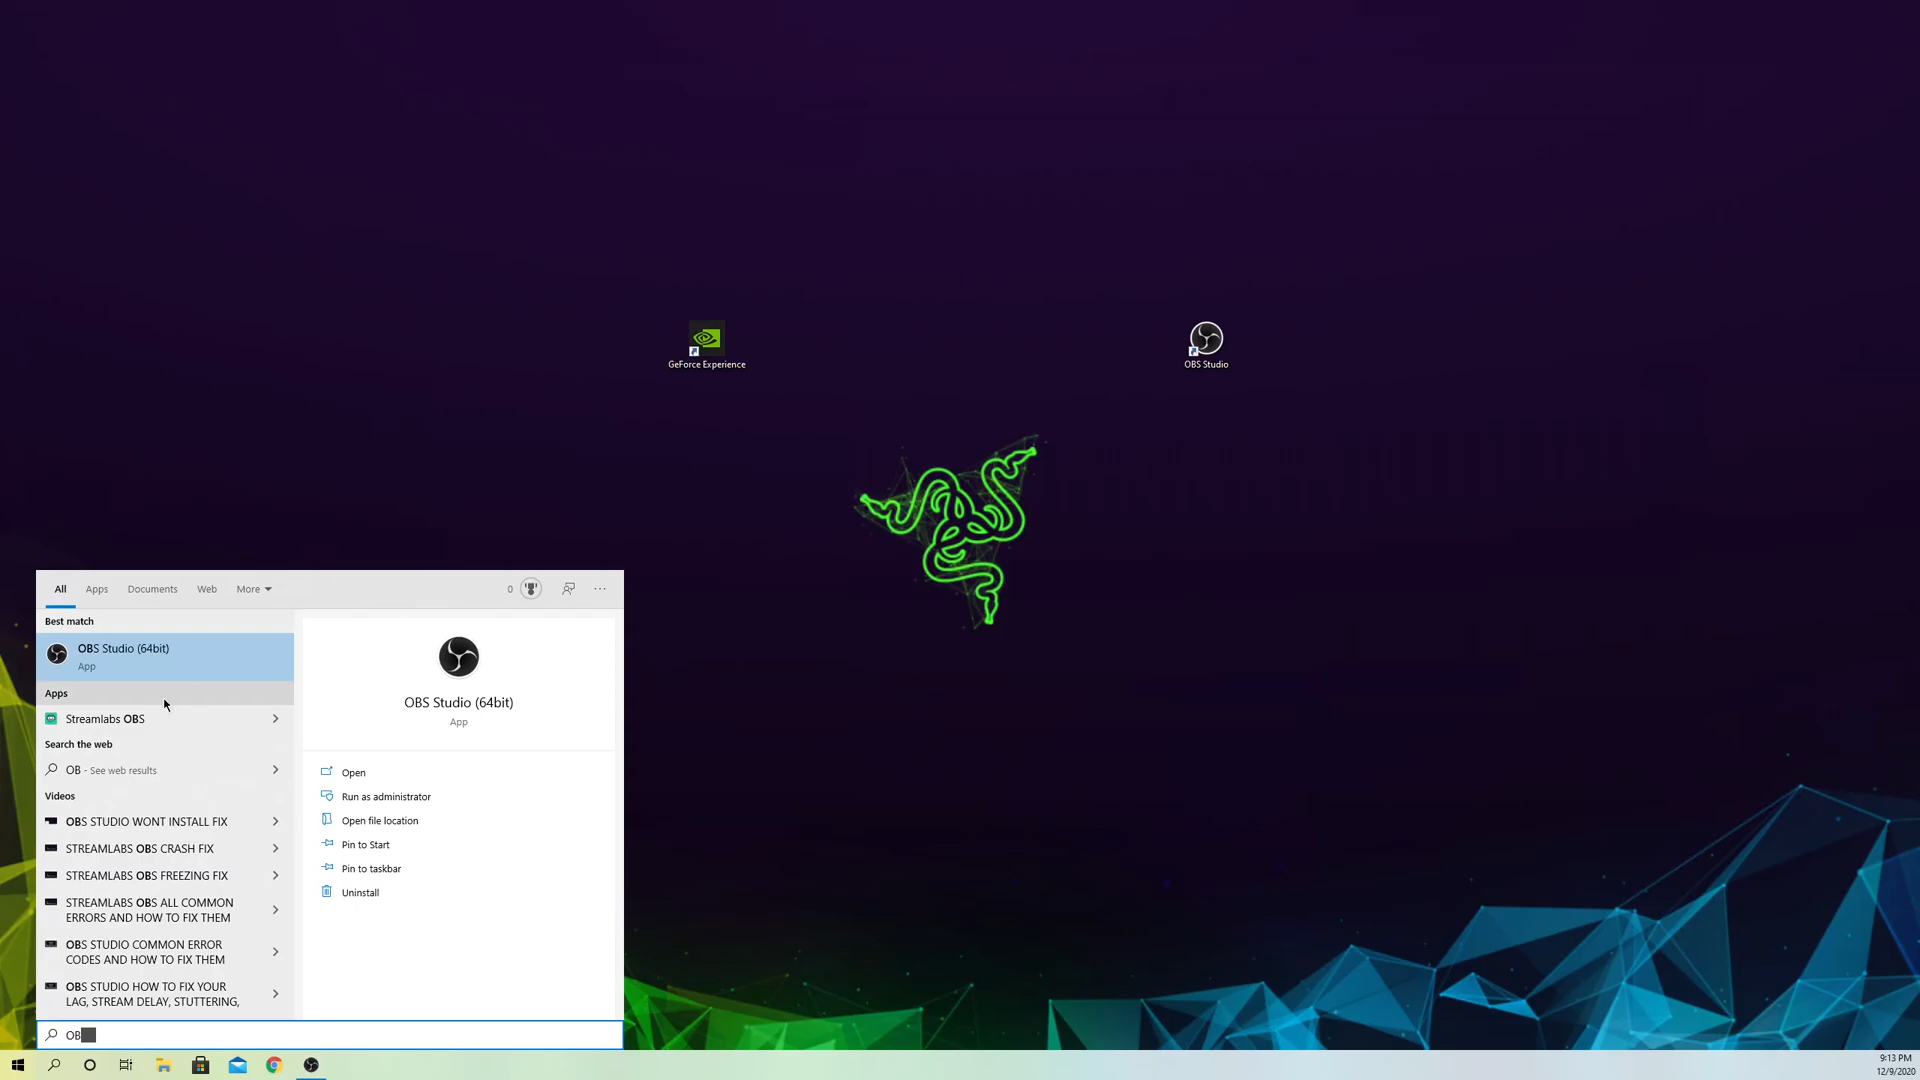 GeForce Experience
OBS Studio
All
Apps
Documents
Web
More
0
Best match
OBS Studio (64bit)
App
Apps
Streamlabs OBS
Search the web
OB - See web results
Videos
OBS STUDIO WONT INSTALL FIX
STREAMLABS OBS CRASH FIX
STREAMLABS OBS FREEZING FIX
STREAMLABS OBS ALL COMMON
ERRORS AND HOW TO FIX THEM
OBS STUDIO COMMON ERROR
CODES AND HOW TO FIX THEM
OBS STUDIO HOW TO FIX YOUR
LAG, STREAM DELAY, STUTTERING,
OBS Studio (64bit)
App
Open
Run as administrator
Open file location
Pin to Start
Pin to taskbar
Uninstall
OB
9:13 PM
12/9/2020